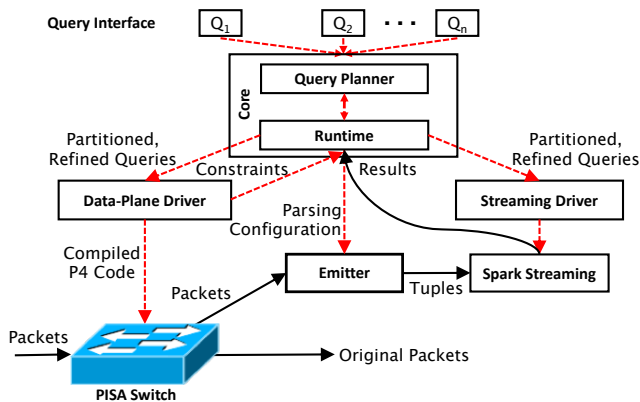 Query Interface
Q1
Q2
. . .
Qn
Core
Query Planner
Runtime
Partitioned,
Refined Queries
Constraints
Results
Partitioned,
Refined Queries
Data-Plane Driver
Parsing
Configuration
Streaming Driver
Compiled
P4 Code
Packets
Emitter
Tuples
Spark Streaming
Packets
Original Packets
PISA Switch